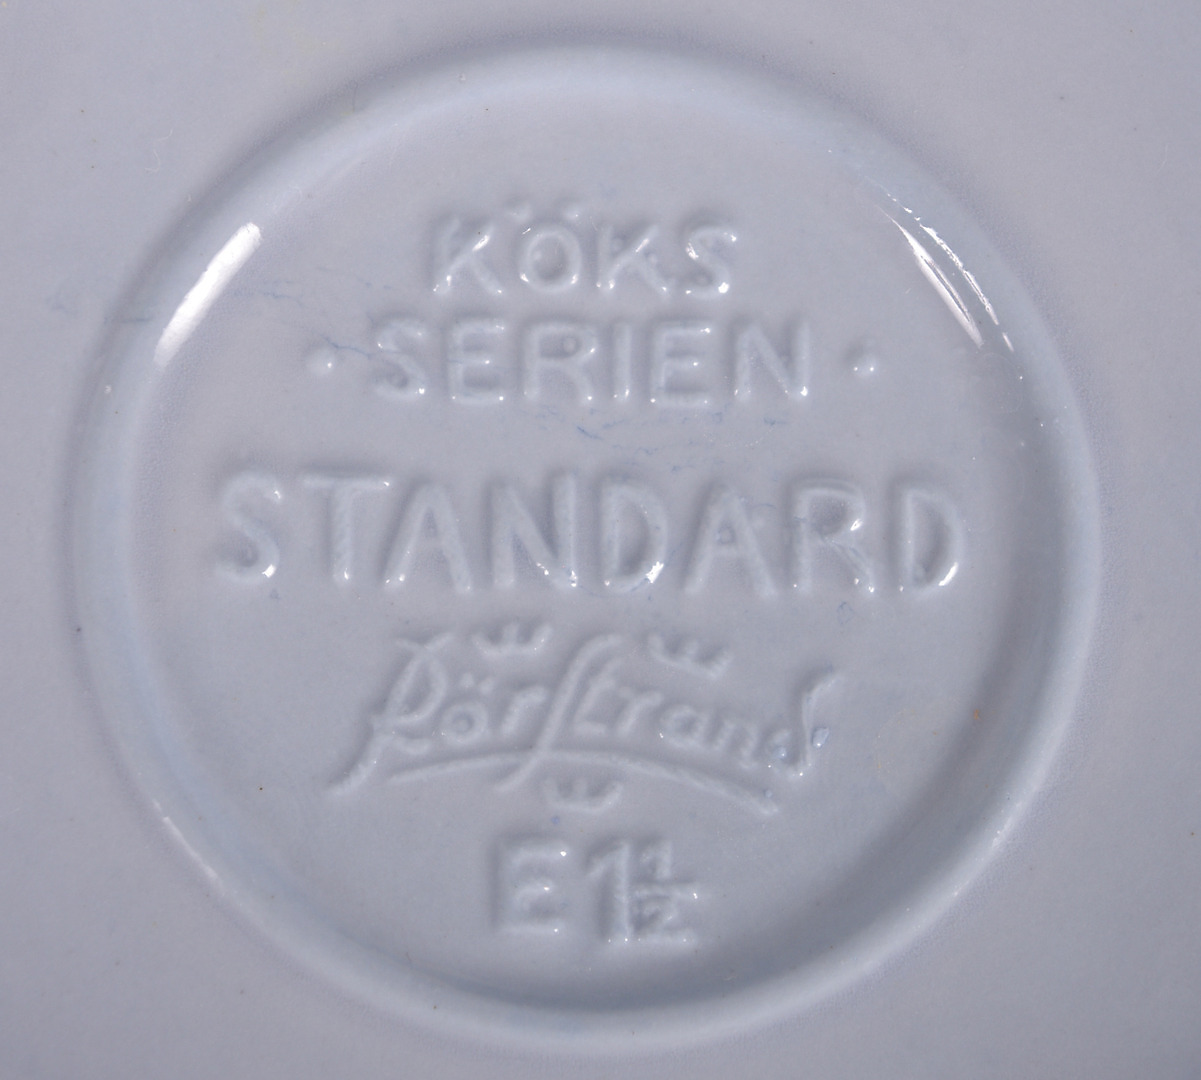 KÖKS
· SERIEN ·
STANDARD
Rörstrand
E 1½